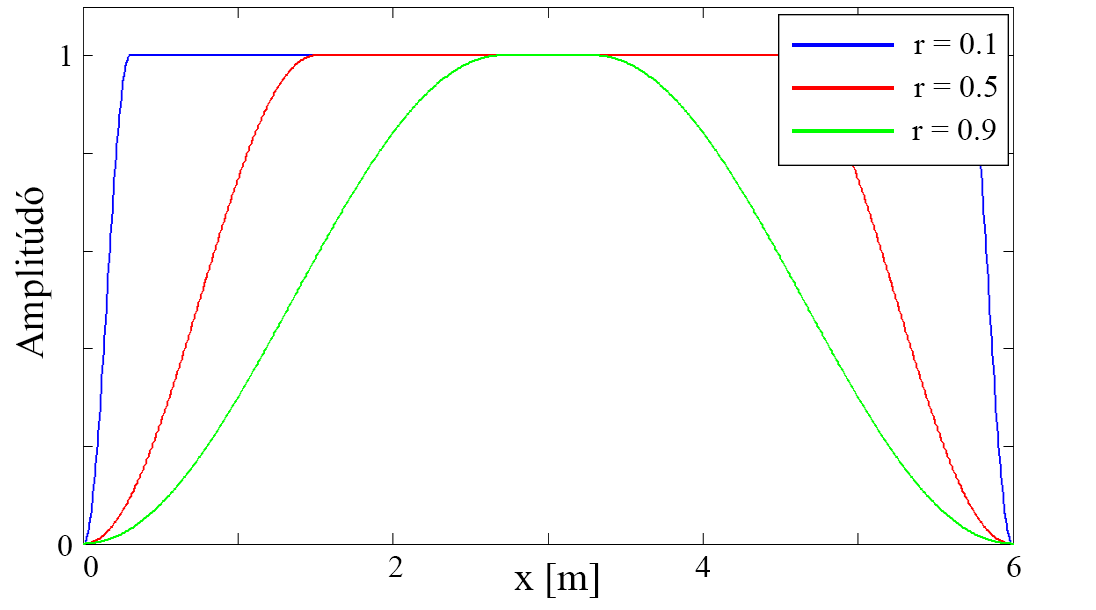 1
r = 0.1
r = 0.5
r = 0.9
Amplitúdó
0
0
2
4
6
x [m]